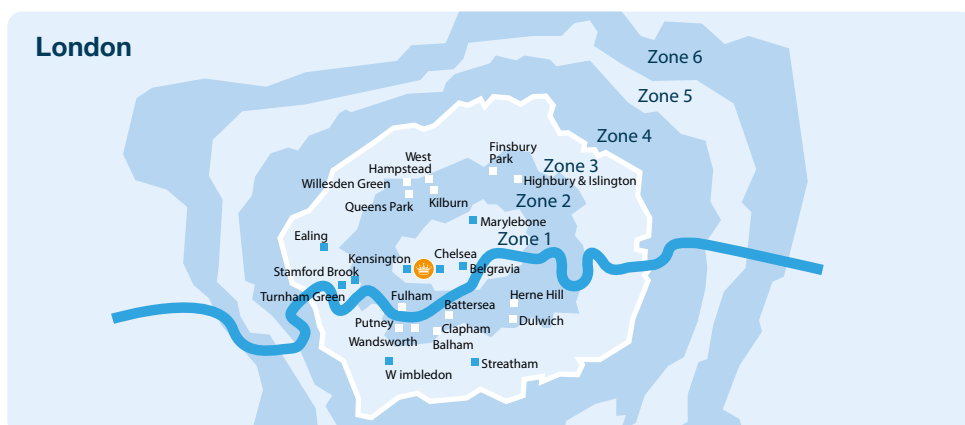 London
Zone 6
Zone 5
Zone 4
Finsbury
Park
West
Hampstead
Zone 3
Willesden Green
Highbury & Islington
Queens Park
Kilburn
Zone 2
Marylebone
Ealing
Zone 1
Kensington
Chelsea
Stamford Brook
Belgravia
Turnham Green
Fulham
Herne Hill
Battersea
Putney
Dulwich
Clapham
Wandsworth
Balham
Streatham
W imbledon